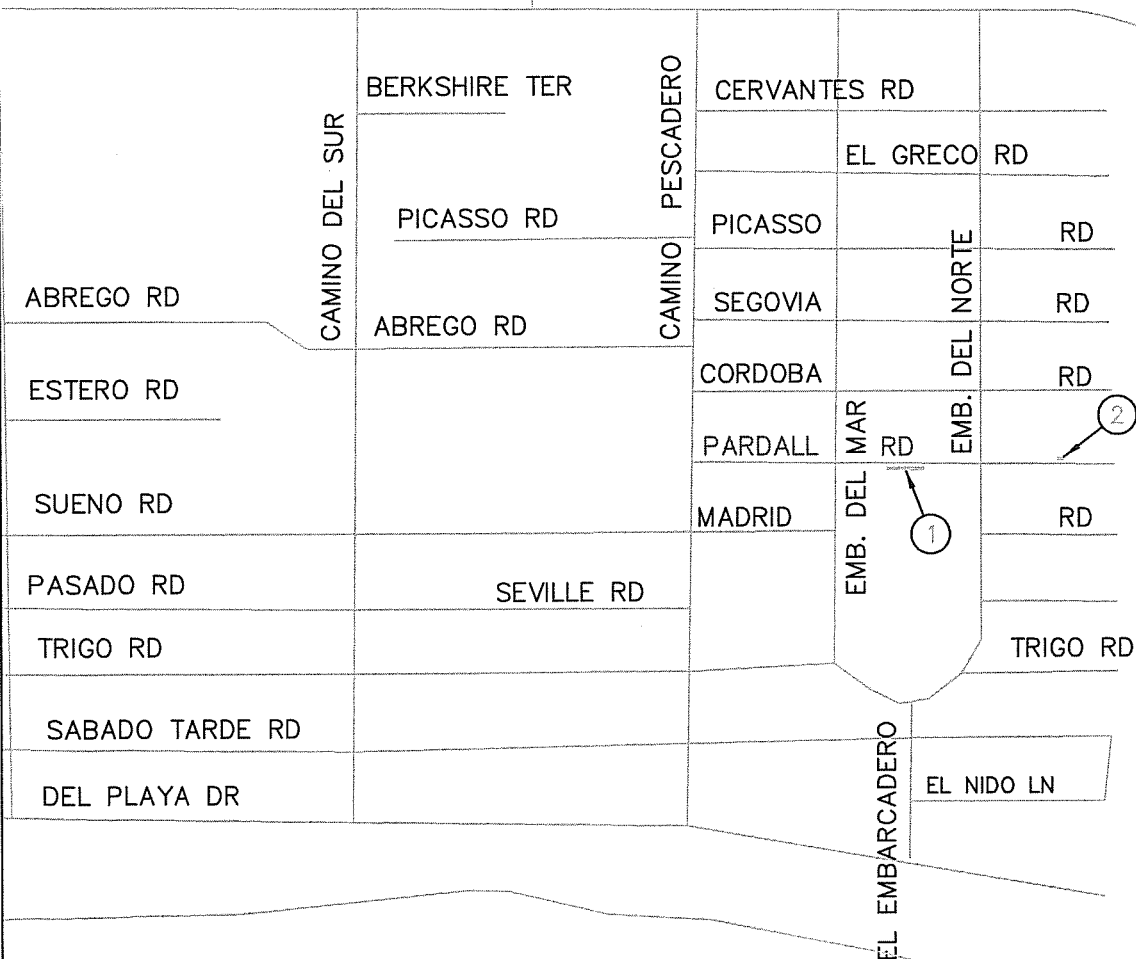 BERKSHIRE TER
CERVANTES RD
CAMINO DEL SUR
CAMINO PESCADERO
EL GRECO RD
PICASSO RD
PICASSO RD
EMB. DEL NORTE
ABREGO RD
SEGOVIA RD
ABREGO RD
ESTERO RD
CORDOBA RD
2
EMB. DEL MAR
PARDALL RD
SUENO RD
MADRID RD
1
PASADO RD
SEVILLE RD
TRIGO RD
TRIGO RD
SABADO TARDE RD
EL EMBARCADERO
DEL PLAYA DR
EL NIDO LN